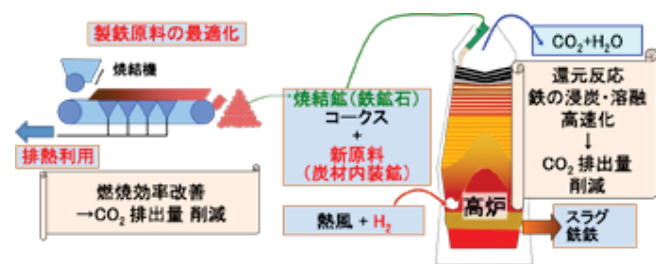 製鉄原料の最適化
焼結機
排熱利用
燃焼効率改善
→CO₂ 排出量 削減
焼結鉱(鉄鉱石)
コークス
+
新原料
(炭材内装鉱)
熱風 + H₂
高炉
CO₂+H₂O
還元反応
鉄の浸炭・溶融
高速化
↓
CO₂ 排出量
削減
スラグ
銑鉄